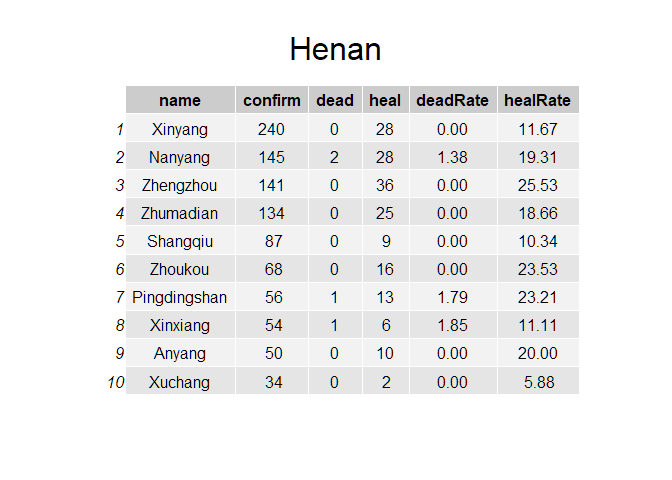 Henan
name confirm dead heal deadRate healRate
1 Xinyang 240 0 28 0.00 11.67
2 Nanyang 145 2 28 1.38 19.31
3 Zhengzhou 141 0 36 0.00 25.53
4 Zhumadian 134 0 25 0.00 18.66
5 Shangqiu 87 0 9 0.00 10.34
6 Zhoukou 68 0 16 0.00 23.53
7 Pingdingshan 56 1 13 1.79 23.21
8 Xinxiang 54 1 6 1.85 11.11
9 Anyang 50 0 10 0.00 20.00
10 Xuchang 34 0 2 0.00 5.88